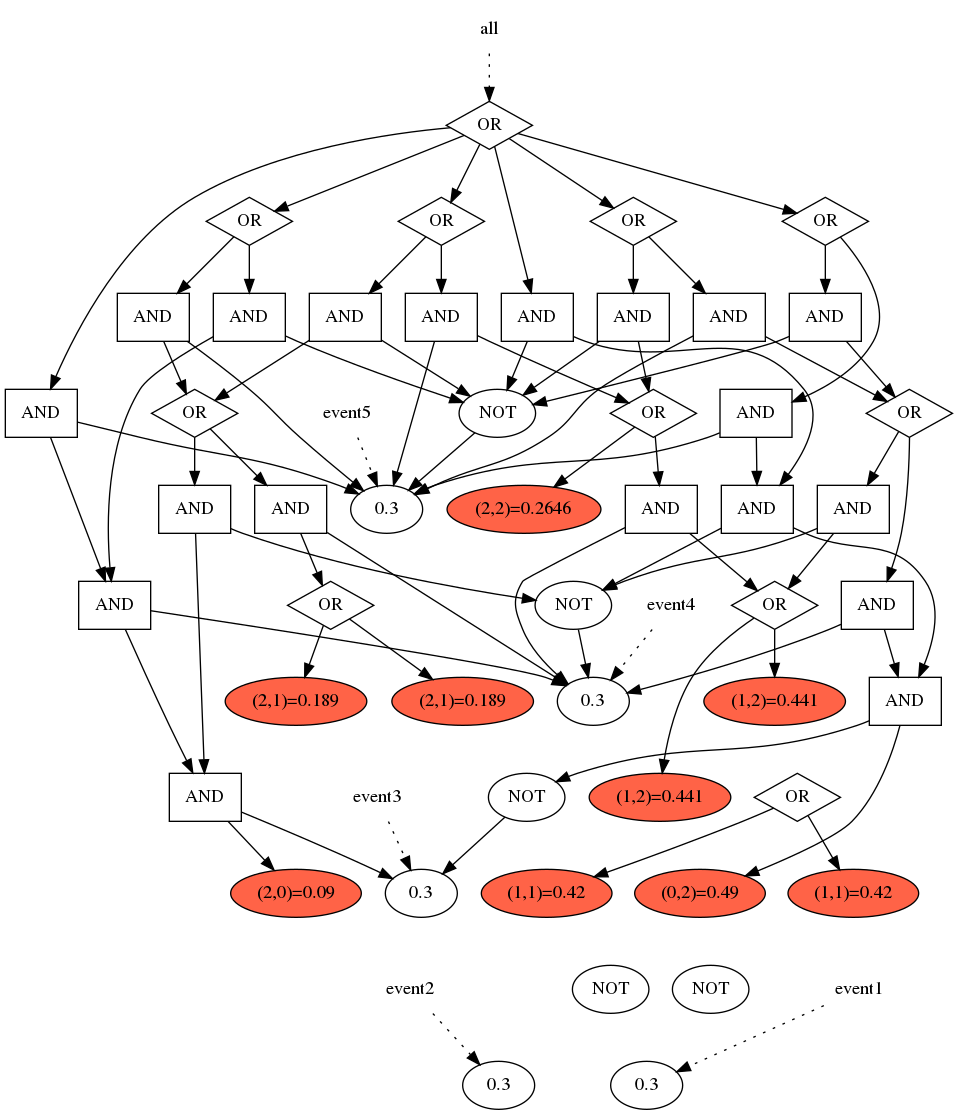 all
OR
OR OR OR OR
AND AND AND AND AND AND AND AND
AND OR event5 NOT OR AND OR
AND AND 0.3 (2,2)=0.2646 AND AND AND
AND OR NOT event4 OR AND
(2,1)=0.189 (2,1)=0.189 0.3 (1,2)=0.441 AND
AND event3 NOT (1,2)=0.441 OR
(2,0)=0.09 0.3 (1,1)=0.42 (0,2)=0.49 (1,1)=0.42
event2 NOT NOT event1
0.3 0.3